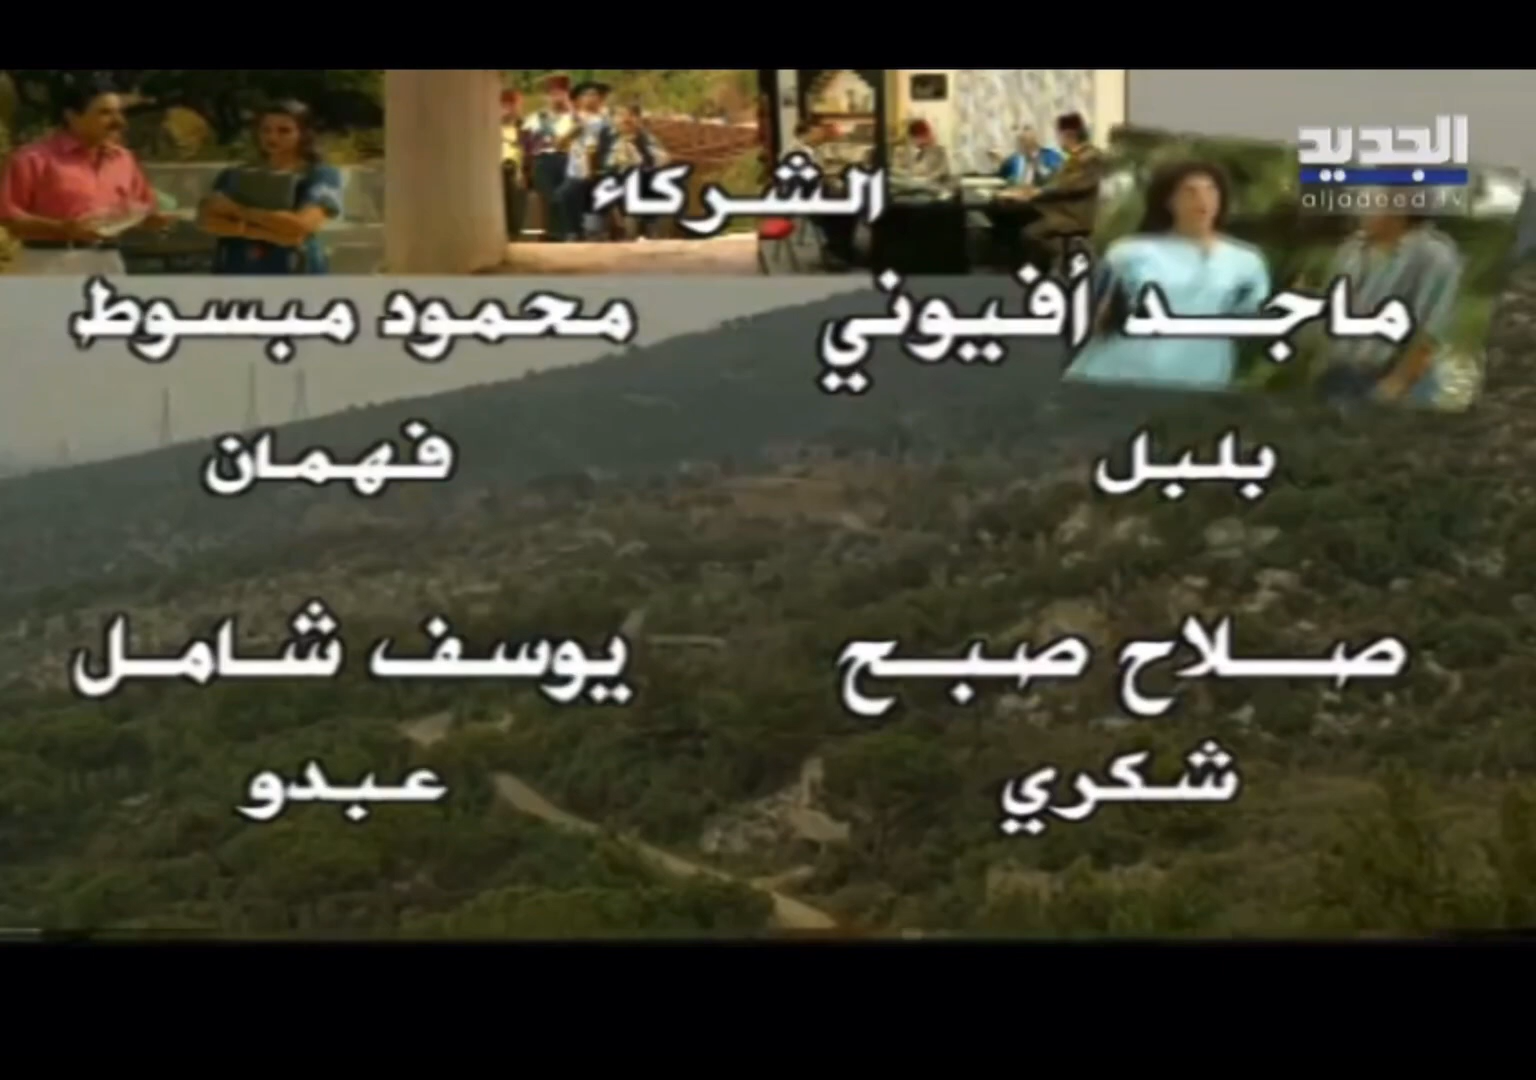 الجديد
aljadeed.tv
الشركاء
ماجد أفيوني
محمود مبسوط
بلبل
فهمان
صلاح صبح
يوسف شامل
شكري
عبدو